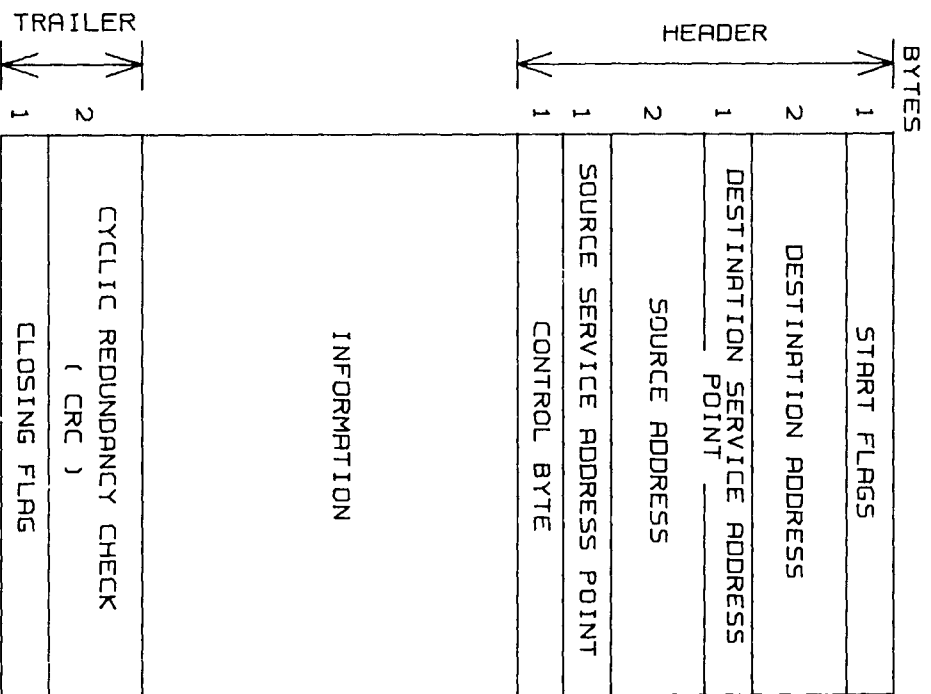 BYTES
HEADER
1
START FLAGS
2
DESTINATION ADDRESS
1
DESTINATION SERVICE ADDRESS
POINT
2
SOURCE ADDRESS
1
SOURCE SERVICE ADDRESS POINT
1
CONTROL BYTE
INFORMATION
TRAILER
2
CYCLIC REDUNDANCY CHECK
( CRC )
1
CLOSING FLAG